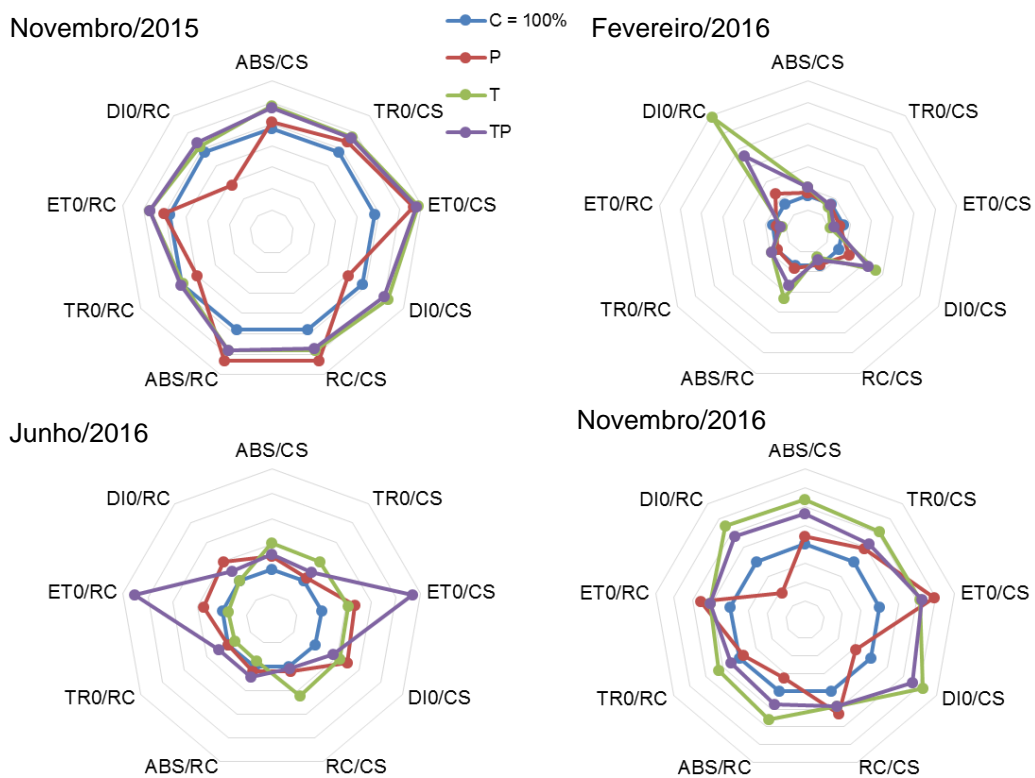 Novembro/2015
ABS/CS
TR0/CS
ET0/CS
DI0/CS
RC/CS
ABS/RC
TR0/RC
ET0/RC
DI0/RC
C = 100%
P
T
TP
Fevereiro/2016
ABS/CS
TR0/CS
ET0/CS
DI0/CS
RC/CS
ABS/RC
TR0/RC
ET0/RC
DI0/RC
Junho/2016
ABS/CS
TR0/CS
ET0/CS
DI0/CS
RC/CS
ABS/RC
TR0/RC
ET0/RC
DI0/RC
Novembro/2016
ABS/CS
TR0/CS
ET0/CS
DI0/CS
RC/CS
ABS/RC
TR0/RC
ET0/RC
DI0/RC